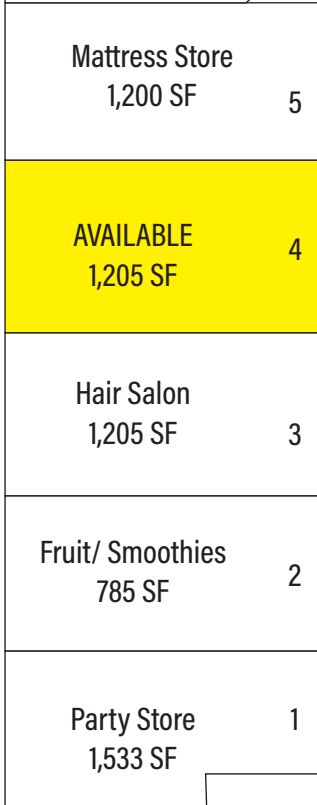 Mattress Store
1,200 SF
5
AVAILABLE
1,205 SF
4
Hair Salon
1,205 SF
3
Fruit/ Smoothies
785 SF
2
Party Store
1,533 SF
1